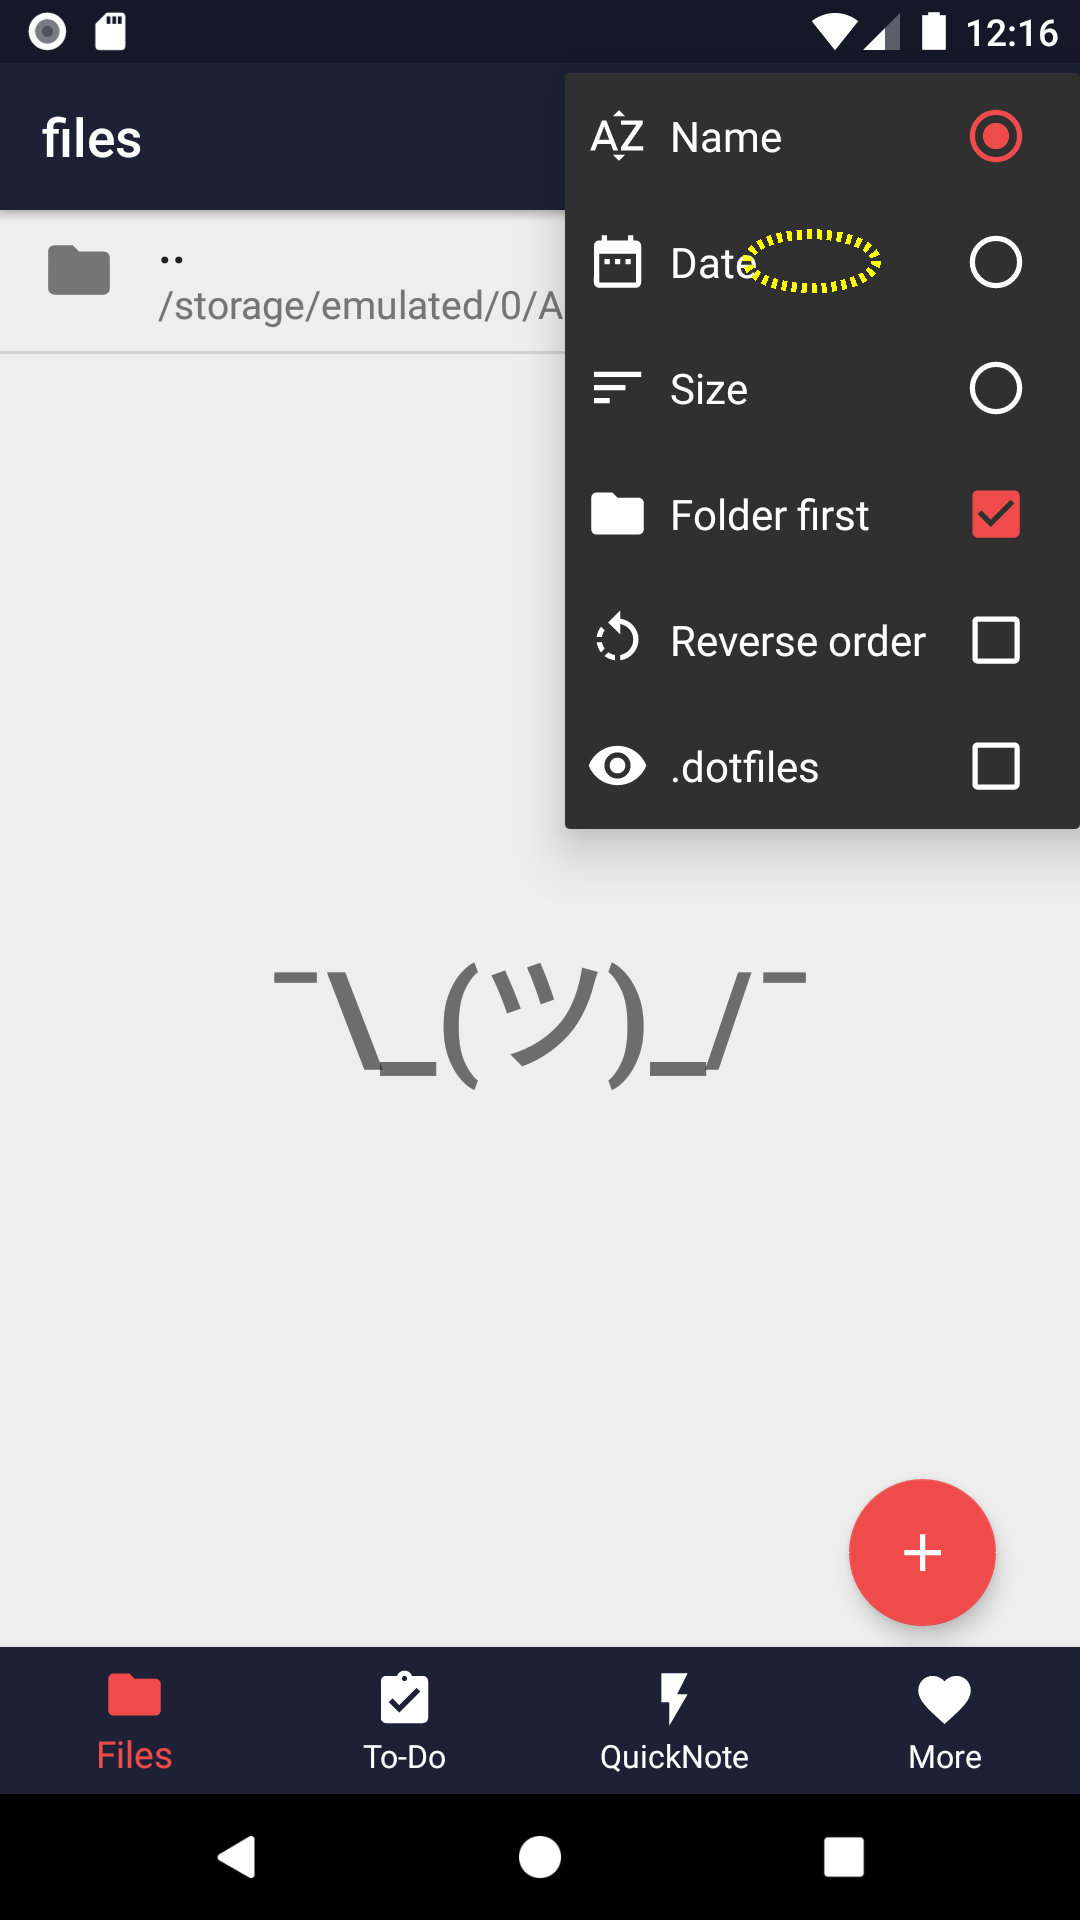 12:16
files
..
/storage/emulated/0/A
AZ Name
Date
Size
Folder first
Reverse order
.dotfiles
¯\_(ツ)_/¯
+
Files To-Do QuickNote More